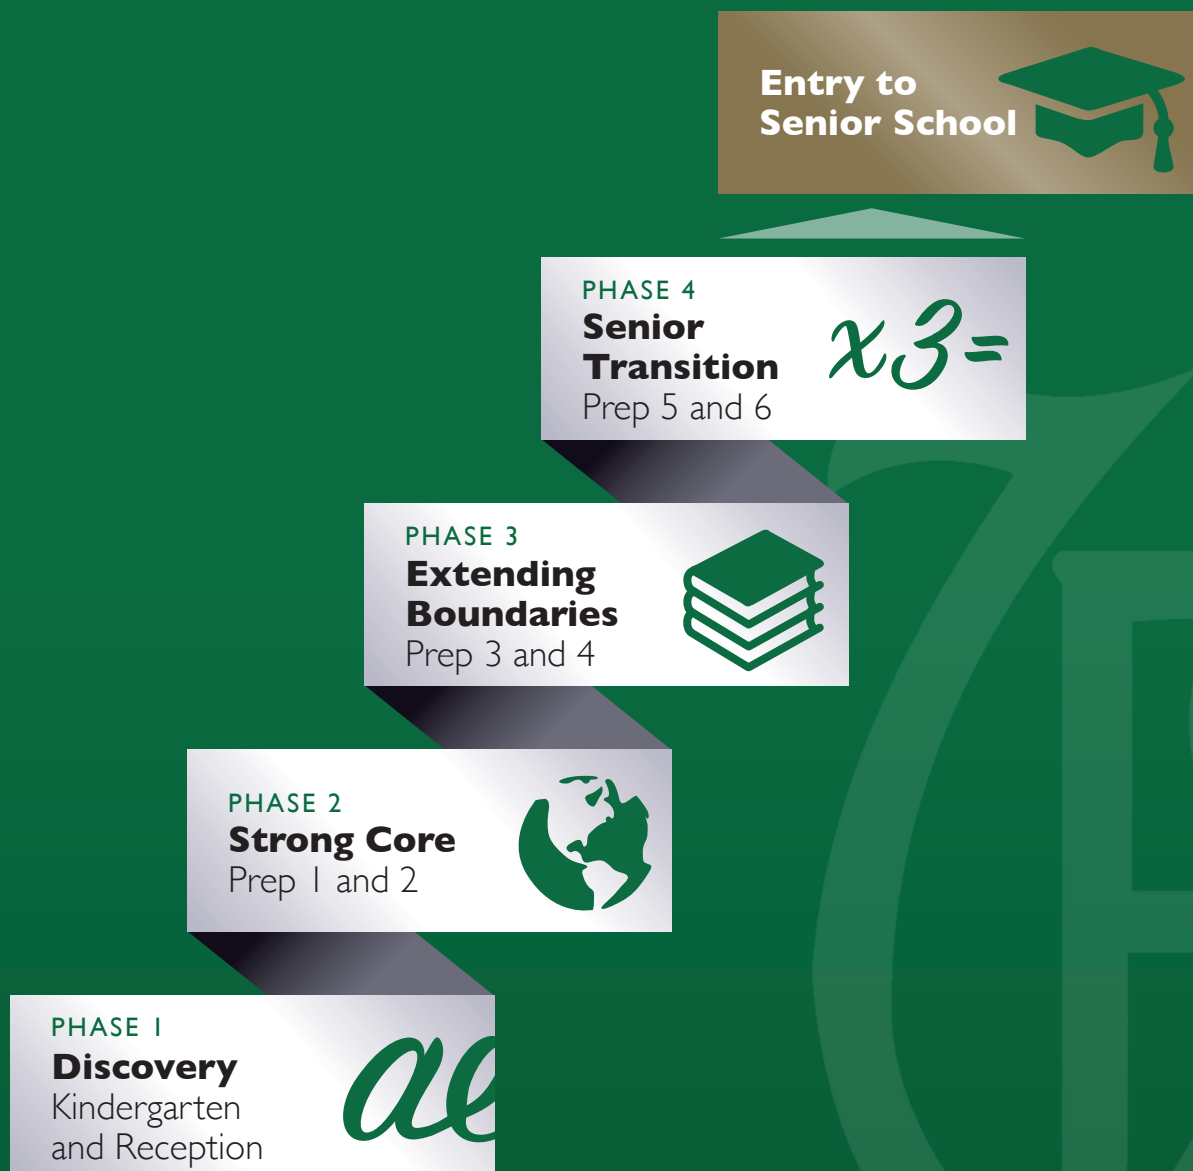 Entry to
Senior School
PHASE 4
Senior
Transition
Prep 5 and 6
x3=
PHASE 3
Extending
Boundaries
Prep 3 and 4
PHASE 2
Strong Core
Prep 1 and 2
PHASE 1
Discovery
Kindergarten
and Reception
ae